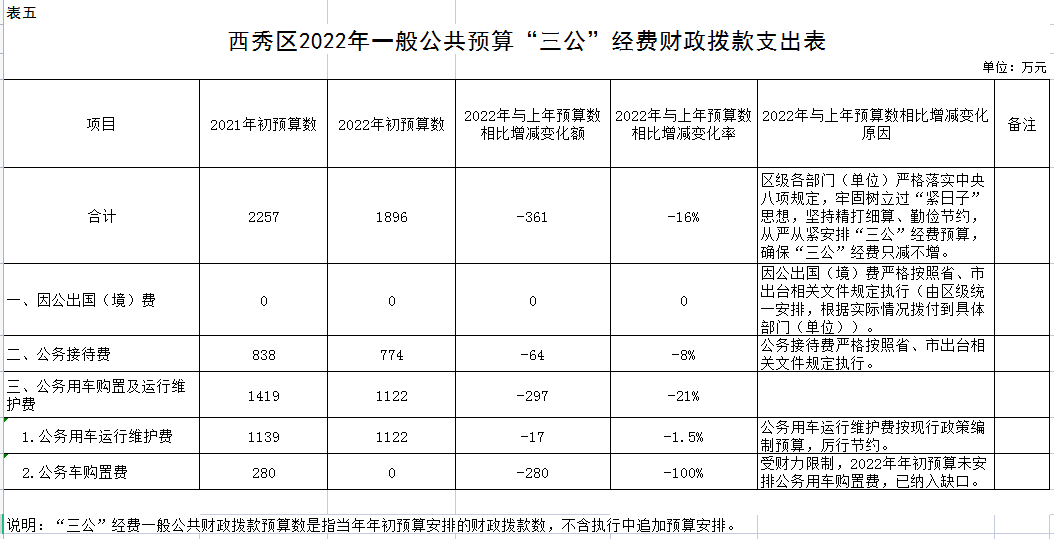 表五
西秀区2022年一般公共预算“三公”经费财政拨款支出表
单位：万元
项目
2021年初预算数
2022年初预算数
2022年与上年预算数
相比增减变化额
2022年与上年预算数
相比增减变化率
2022年与上年预算数相比增减变化
原因
备注
合计
2257
1896
-361
-16%
区级各部门（单位）严格落实中央
八项规定，牢固树立过“紧日子”
思想，坚持精打细算、勤俭节约，
从严从紧安排“三公”经费预算，
确保“三公”经费只减不增。
一、因公出国（境）费
0
0
0
0
因公出国（境）费严格按照省、市
出台相关文件规定执行（由区级统
一安排，根据实际情况拨付到具体
部门（单位））。
二、公务接待费
838
774
-64
-8%
公务接待费严格按照省、市出台相
关文件规定执行。
三、公务用车购置及运行维
护费
1419
1122
-297
-21%
1.公务用车运行维护费
1139
1122
-17
-1.5%
公务用车运行维护费按现行政策编
制预算，厉行节约。
2.公务车购置费
280
0
-280
-100%
受财力限制，2022年年初预算未安
排公务用车购置费，已纳入缺口。
说明：“三公”经费一般公共财政拨款预算数是指当年年初预算安排的财政拨款数，不含执行中追加预算安排。